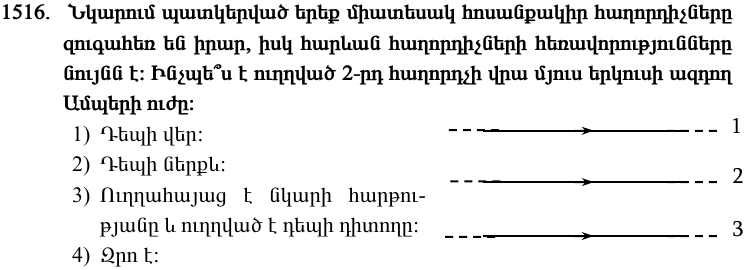 1516. Նկարում պատկերված երեք միատեսակ հոսանքակիր հաղորդիչները
զուգահեռ են իրար, իսկ հարևան հաղորդիչների հեռավորությունները
նույնն է: Ինչպե՞ս է ուղղված 2-րդ հաղորդչի վրա մյուս երկուսի ազդող
Ամպերի ուժը:
1) Դեպի վեր:
2) Դեպի ներքև:
3) Ուղղահայաց է նկարի հարթու-
թյանը և ուղղված է դեպի դիտողը:
4) Զրո է:
1
2
3